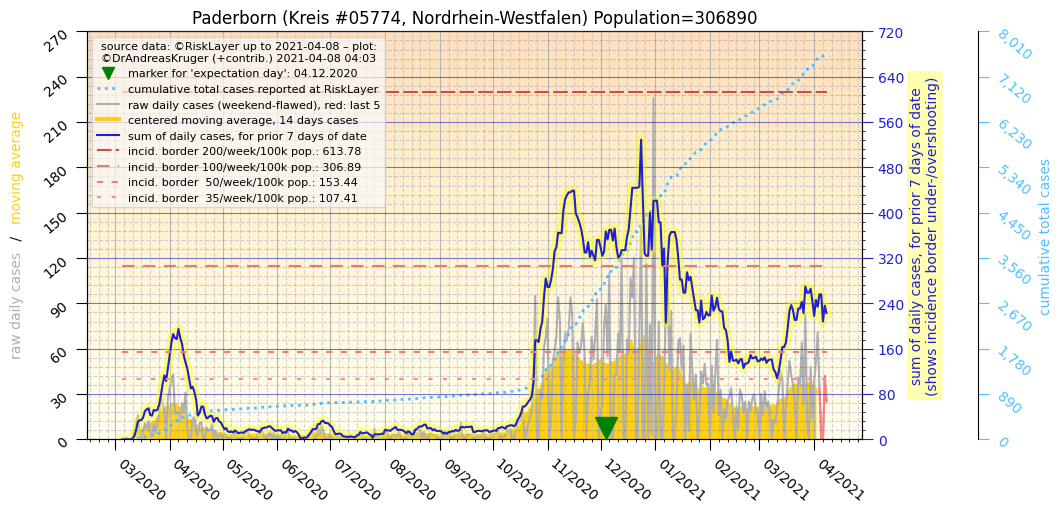 Paderborn (Kreis #05774, Nordrhein-Westfalen) Population=306890
source data: ©RiskLayer up to 2021-04-08 – plot:
©DrAndreasKruger (+contrib.) 2021-04-08 04:03
marker for 'expectation day': 04.12.2020
cumulative total cases reported at RiskLayer
raw daily cases (weekend-flawed), red: last 5
centered moving average, 14 days cases
sum of daily cases, for prior 7 days of date
incid. border 200/week/100k pop.: 613.78
incid. border 100/week/100k pop.: 306.89
incid. border  50/week/100k pop.: 153.44
incid. border  35/week/100k pop.: 107.41
raw daily cases  /  moving average
270
240
210
180
150
120
90
60
30
0
03/2020
04/2020
05/2020
06/2020
07/2020
08/2020
09/2020
10/2020
11/2020
12/2020
01/2021
02/2021
03/2021
04/2021
720
640
560
480
400
320
240
160
80
0
sum of daily cases, for prior 7 days of date
(shows incidence border under-/overshooting)
8,010
7,120
6,230
5,340
4,450
3,560
2,670
1,780
890
0
cumulative total cases